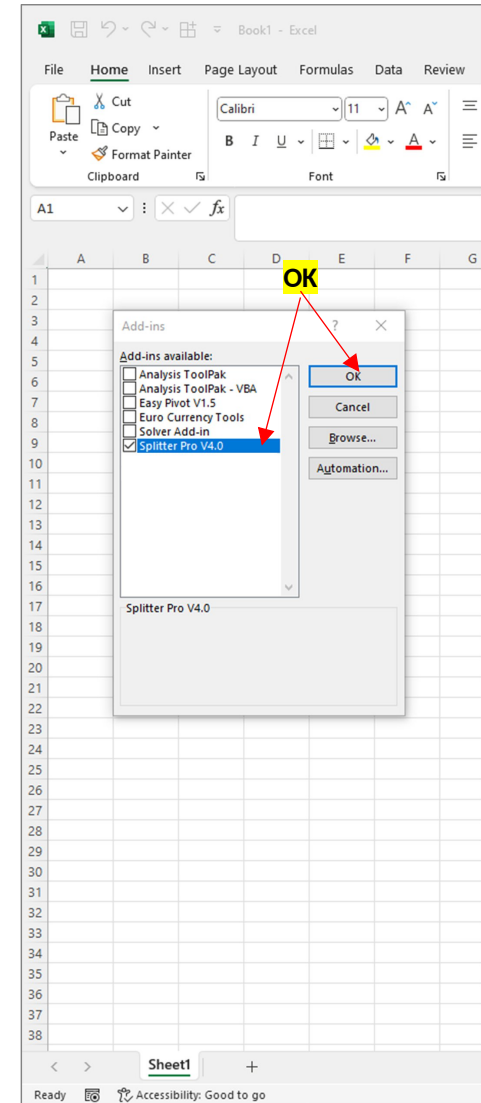 Book1 - Excel
File Home Insert Page Layout Formulas Data Review
Paste
Cut
Copy
Format Painter
Clipboard
Calibri 11 A A
B I U A
Font
A1 fx
A B C D E F G
OK
1
2
3
4
5
6
7
8
9
10
11
12
13
14
15
16
17
18
19
20
21
22
23
24
25
26
27
28
29
30
31
32
33
34
35
36
37
38
Add-ins ?
Add-ins available:
Analysis ToolPak
Analysis ToolPak - VBA
Easy Pivot V1.5
Euro Currency Tools
Solver Add-in
Splitter Pro V4.0
OK
Cancel
Browse...
Automation...
Splitter Pro V4.0
Sheet1
Ready Accessibility: Good to go